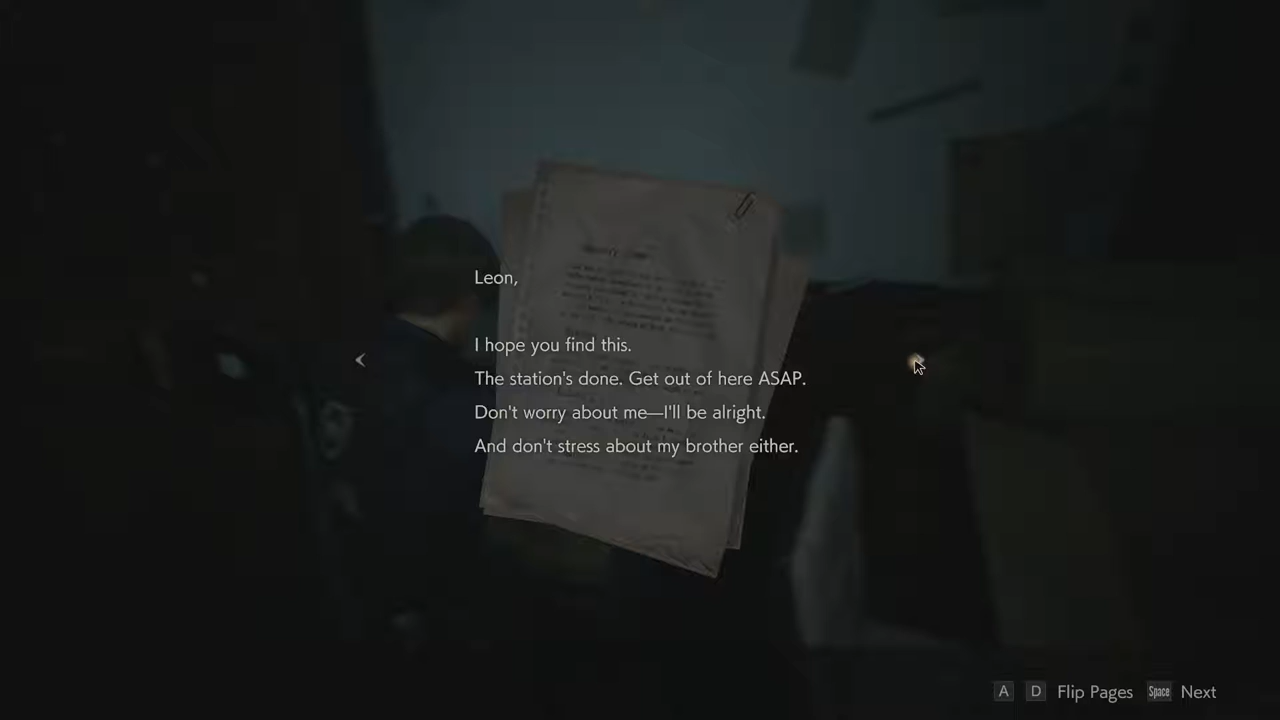 Leon,
I hope you find this.
The station's done. Get out of here ASAP.
Don't worry about me—I'll be alright.
And don't stress about my brother either.
A D Flip Pages Space Next